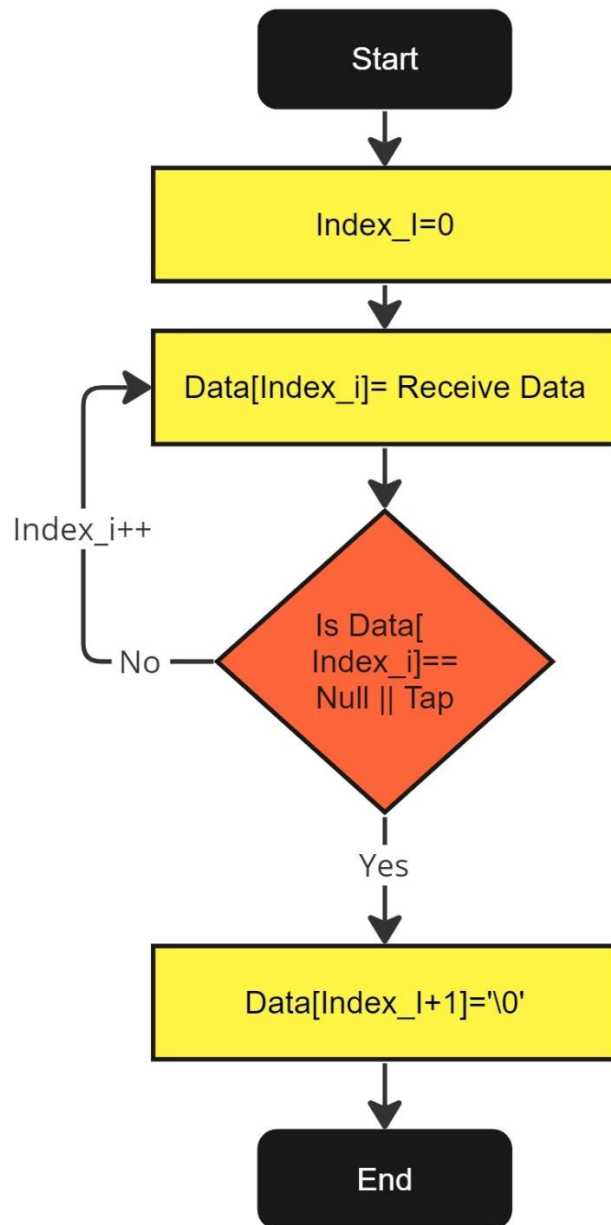 Start
Index_I=0
Data[Index_i]= Receive Data
Index_i++
Is Data[
Index_i]==
Null || Tap
No
Yes
Data[Index_I+1]='\0'
End